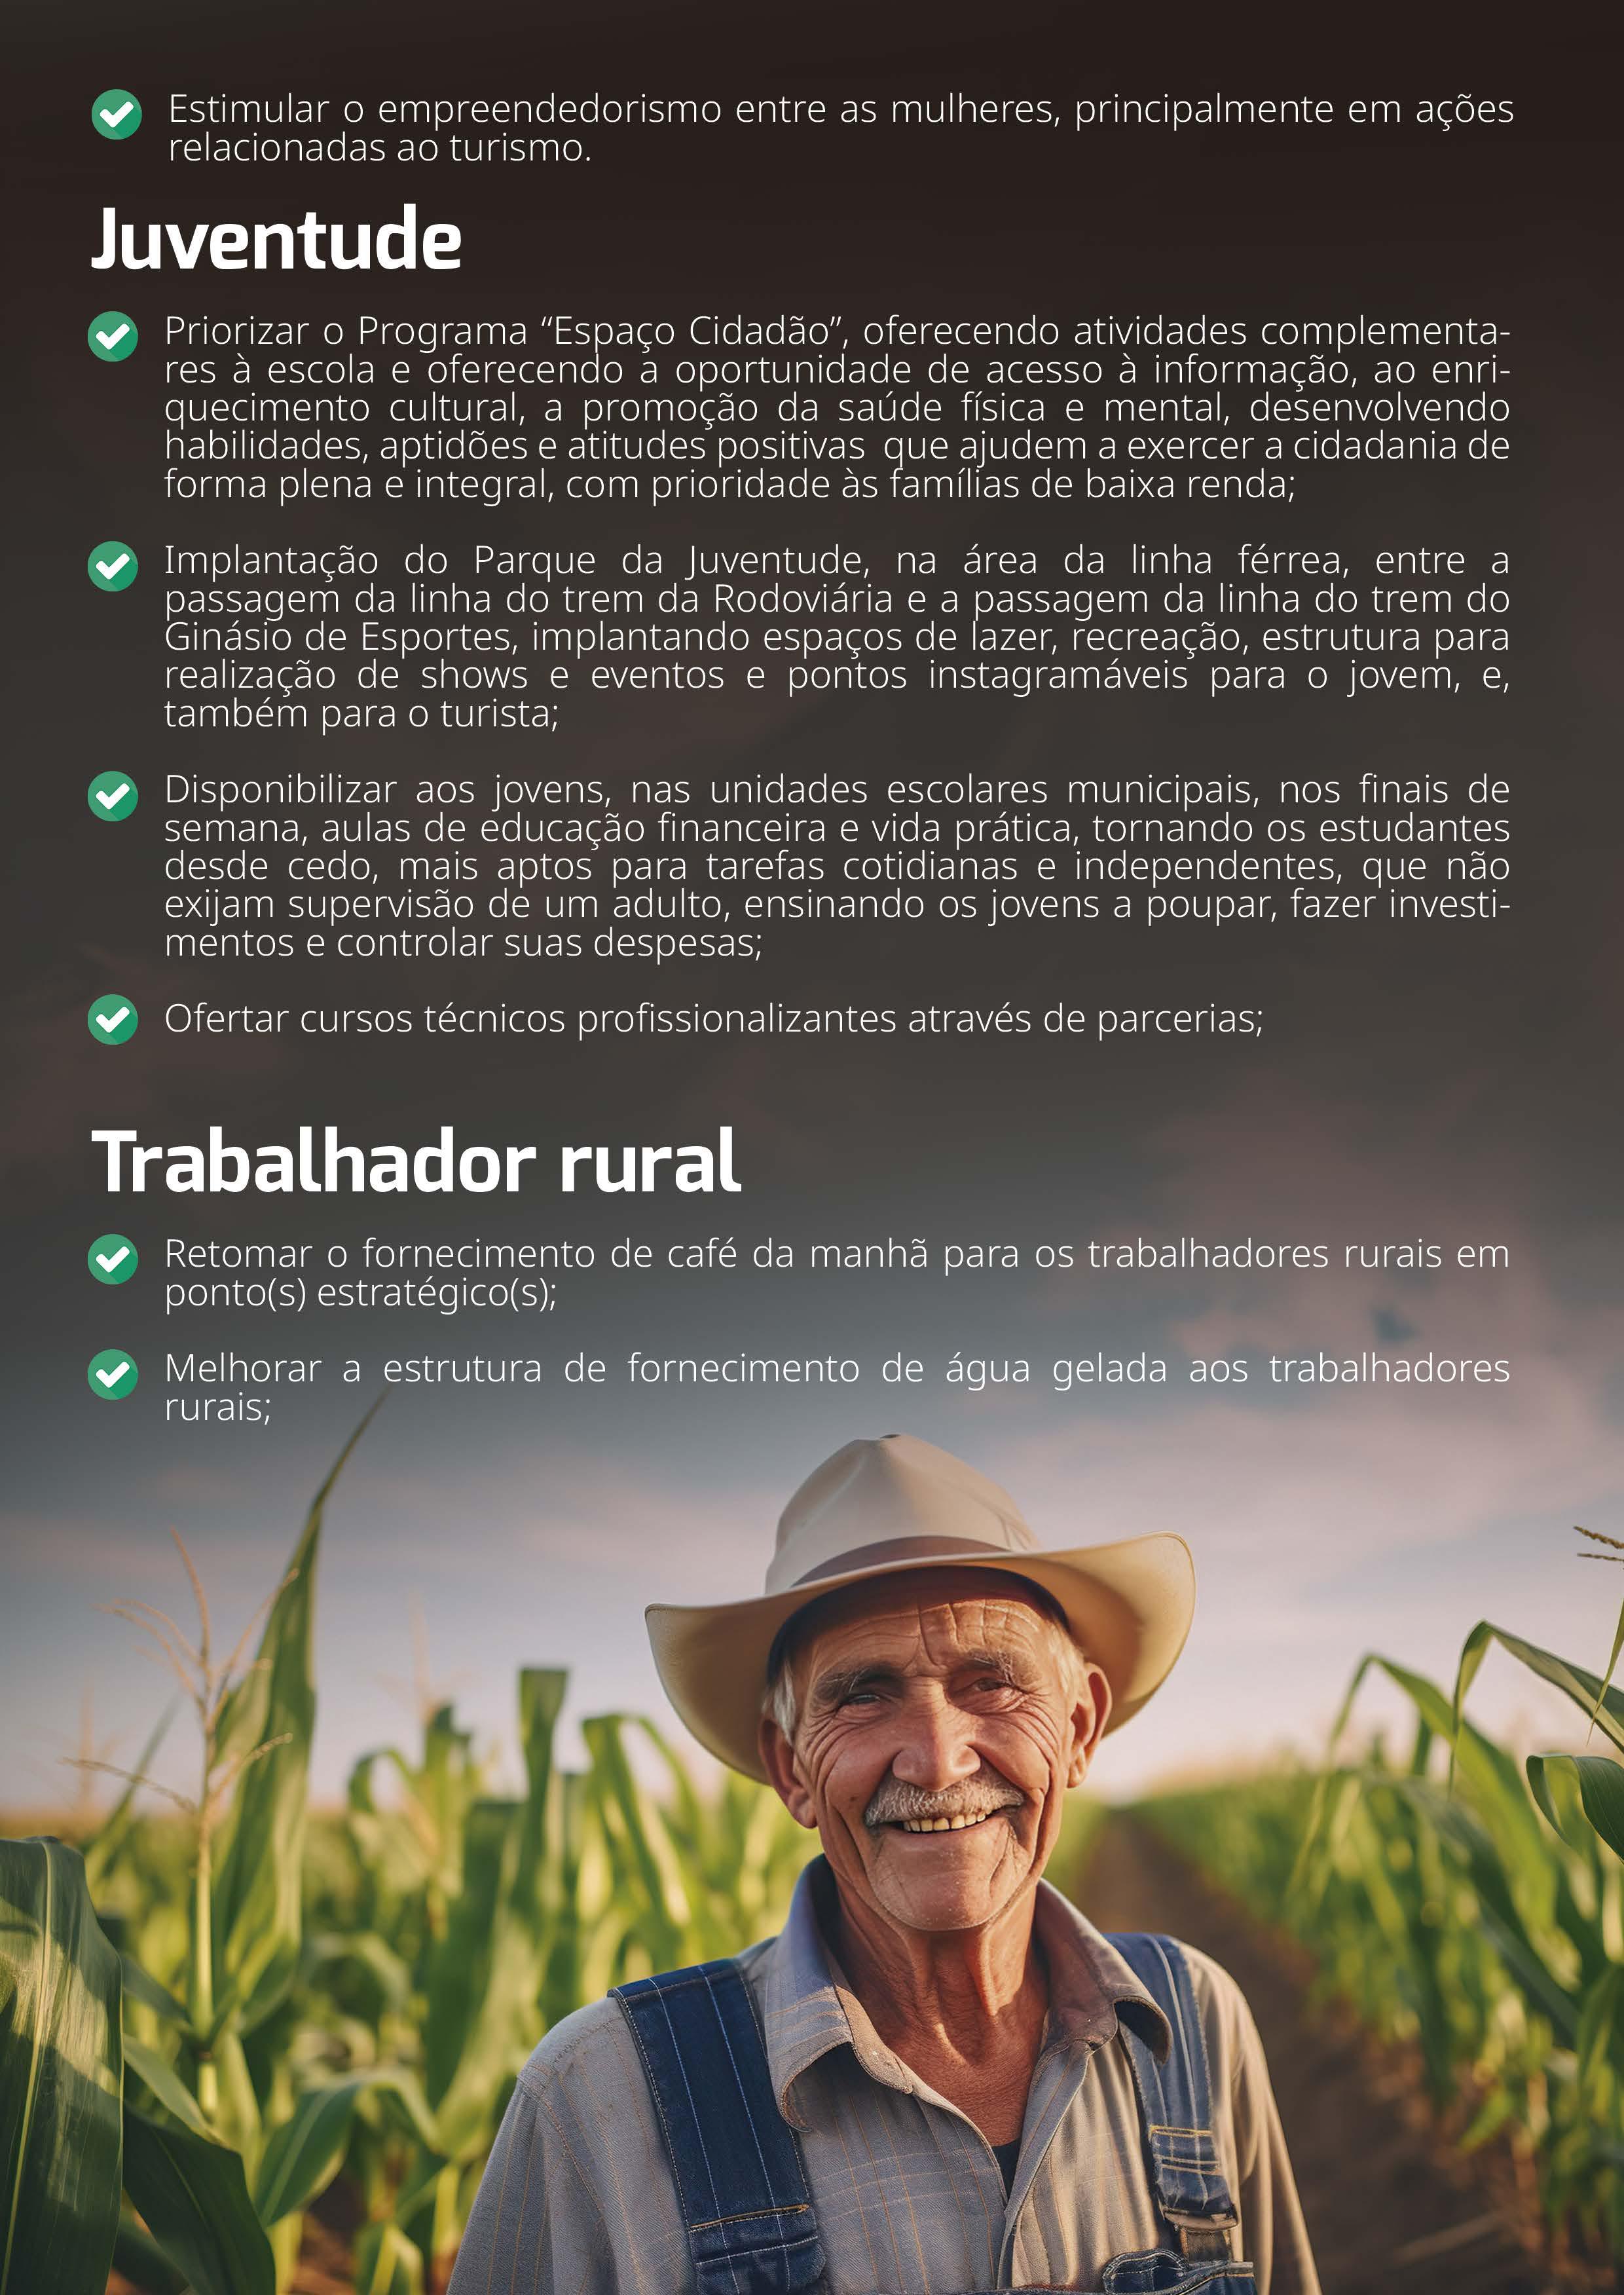 Estimular o empreendedorismo entre as mulheres, principalmente em ações
relacionadas ao turismo.
Juventude
Priorizar o Programa “Espaço Cidadão”, oferecendo atividades complementa-
res à escola e oferecendo a oportunidade de acesso à informação, ao enri-
quecimento cultural, a promoção da saúde física e mental, desenvolvendo
habilidades, aptidões e atitudes positivas  que ajudem a exercer a cidadania de
forma plena e integral, com prioridade às famílias de baixa renda;
Implantação do Parque da Juventude, na área da linha férrea, entre a
passagem da linha do trem da Rodoviária e a passagem da linha do trem do
Ginásio de Esportes, implantando espaços de lazer, recreação, estrutura para
realização de shows e eventos e pontos instagramáveis para o jovem, e,
também para o turista;
Disponibilizar aos jovens, nas unidades escolares municipais, nos finais de
semana, aulas de educação financeira e vida prática, tornando os estudantes
desde cedo, mais aptos para tarefas cotidianas e independentes, que não
exijam supervisão de um adulto, ensinando os jovens a poupar, fazer investi-
mentos e controlar suas despesas;
Ofertar cursos técnicos profissionalizantes através de parcerias;
Trabalhador rural
Retomar o fornecimento de café da manhã para os trabalhadores rurais em
ponto(s) estratégico(s);
Melhorar a estrutura de fornecimento de água gelada aos trabalhadores
rurais;